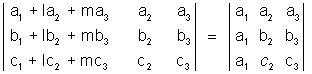 | a₁ + la₂ + ma₃ a₂ a₃ | | a₁ a₂ a₃ |
| b₁ + lb₂ + mb₃ b₂ b₃ | = | a₁ b₂ b₃ |
| c₁ + lc₂ + mc₃ c₂ c₃ | | a₁ c₂ c₃ |